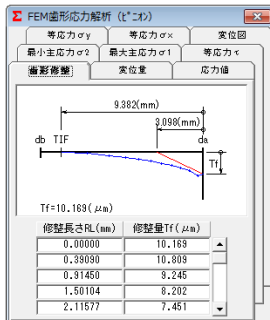 FEM歯形応力解析 (ﾋﾟﾆｵﾝ)
等応力σy 等応力σx 変位図
最小主応力σ2 最大主応力σ1 等応力τ
歯形修整 変位量 応力値
9.382(mm)
3.098(mm)
db TIF da
Tf
Tf=10.169(μm)
修整長さRL(mm) 修整量Tf(μm)
0.00000 10.169
0.39090 10.809
0.91450 9.245
1.50104 8.202
2.11577 7.451